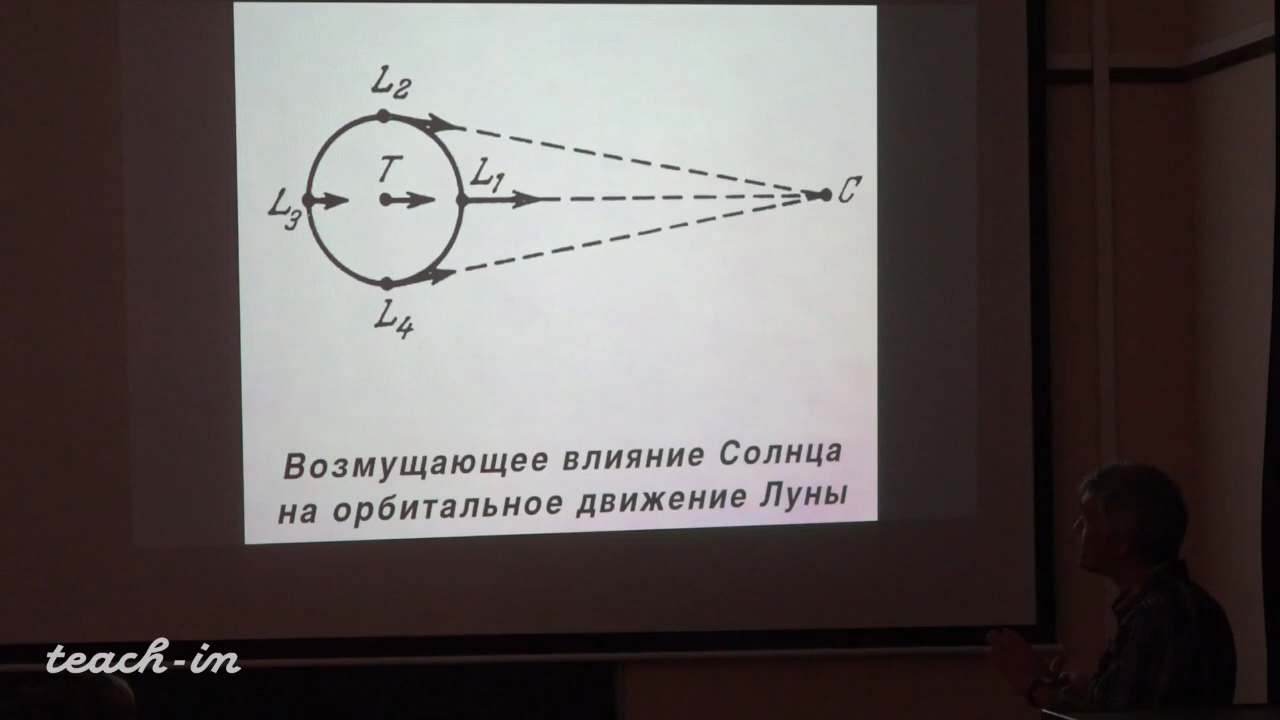 L2
T
L1
C
L3
L4
Возмущающее влияние Солнца
на орбитальное движение Луны
teach-in